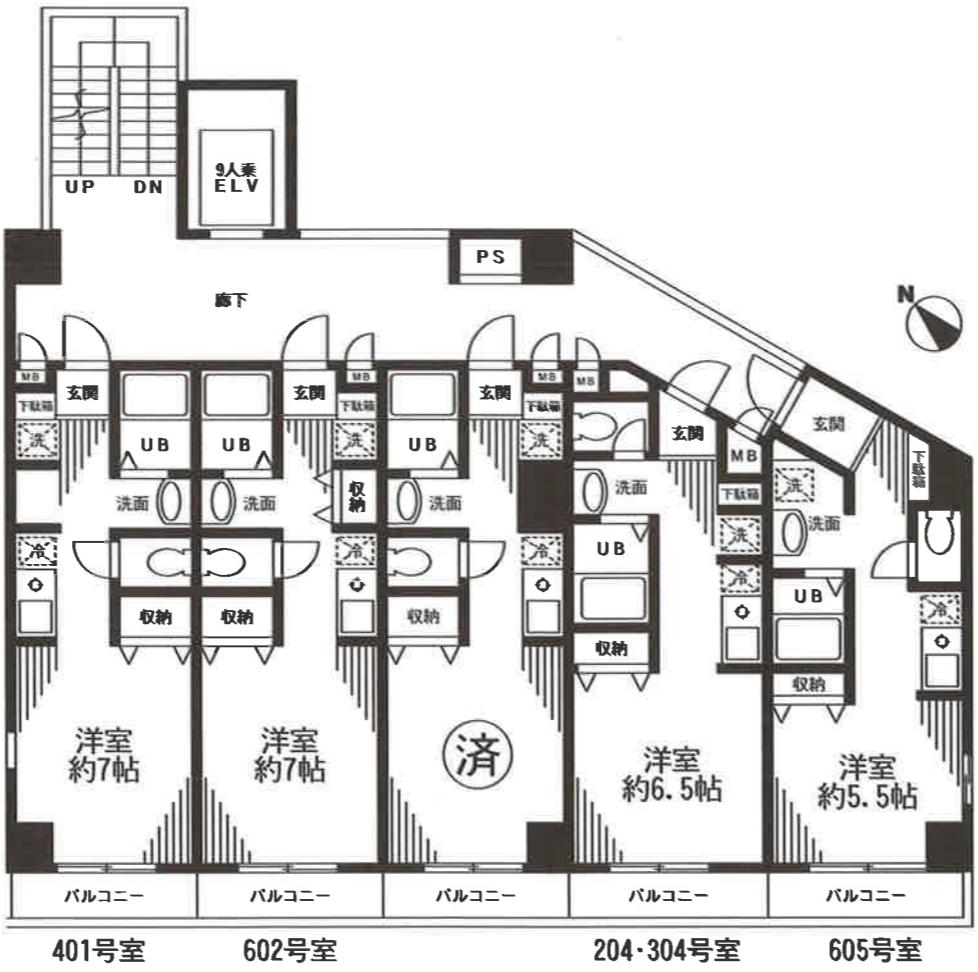 UP DN
9人乗
ELV
PS
廊下
N
MB
玄関
玄関
MB
玄関
MB
MB
下駄箱
下駄箱
下駄箱
玄関
玄関
洗
UB
UB
洗
UB
洗
MB
下駄箱
洗面
洗面
収納
洗面
洗面
下駄箱
洗
洗面
冷
冷
冷
UB
洗
冷
UB
冷
収納
収納
収納
収納
収納
洋室
約7帖
洋室
約7帖
済
洋室
約6.5帖
洋室
約5.5帖
バルコニー
バルコニー
バルコニー
バルコニー
バルコニー
401号室
602号室
204・304号室
605号室